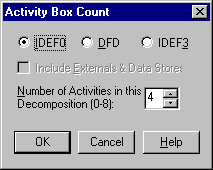 Activity Box Count
IDEF0 DFD IDEF3
Include Externals & Data Stores
Number of Activities in this
Decomposition (0-8): 4
OK Cancel Help